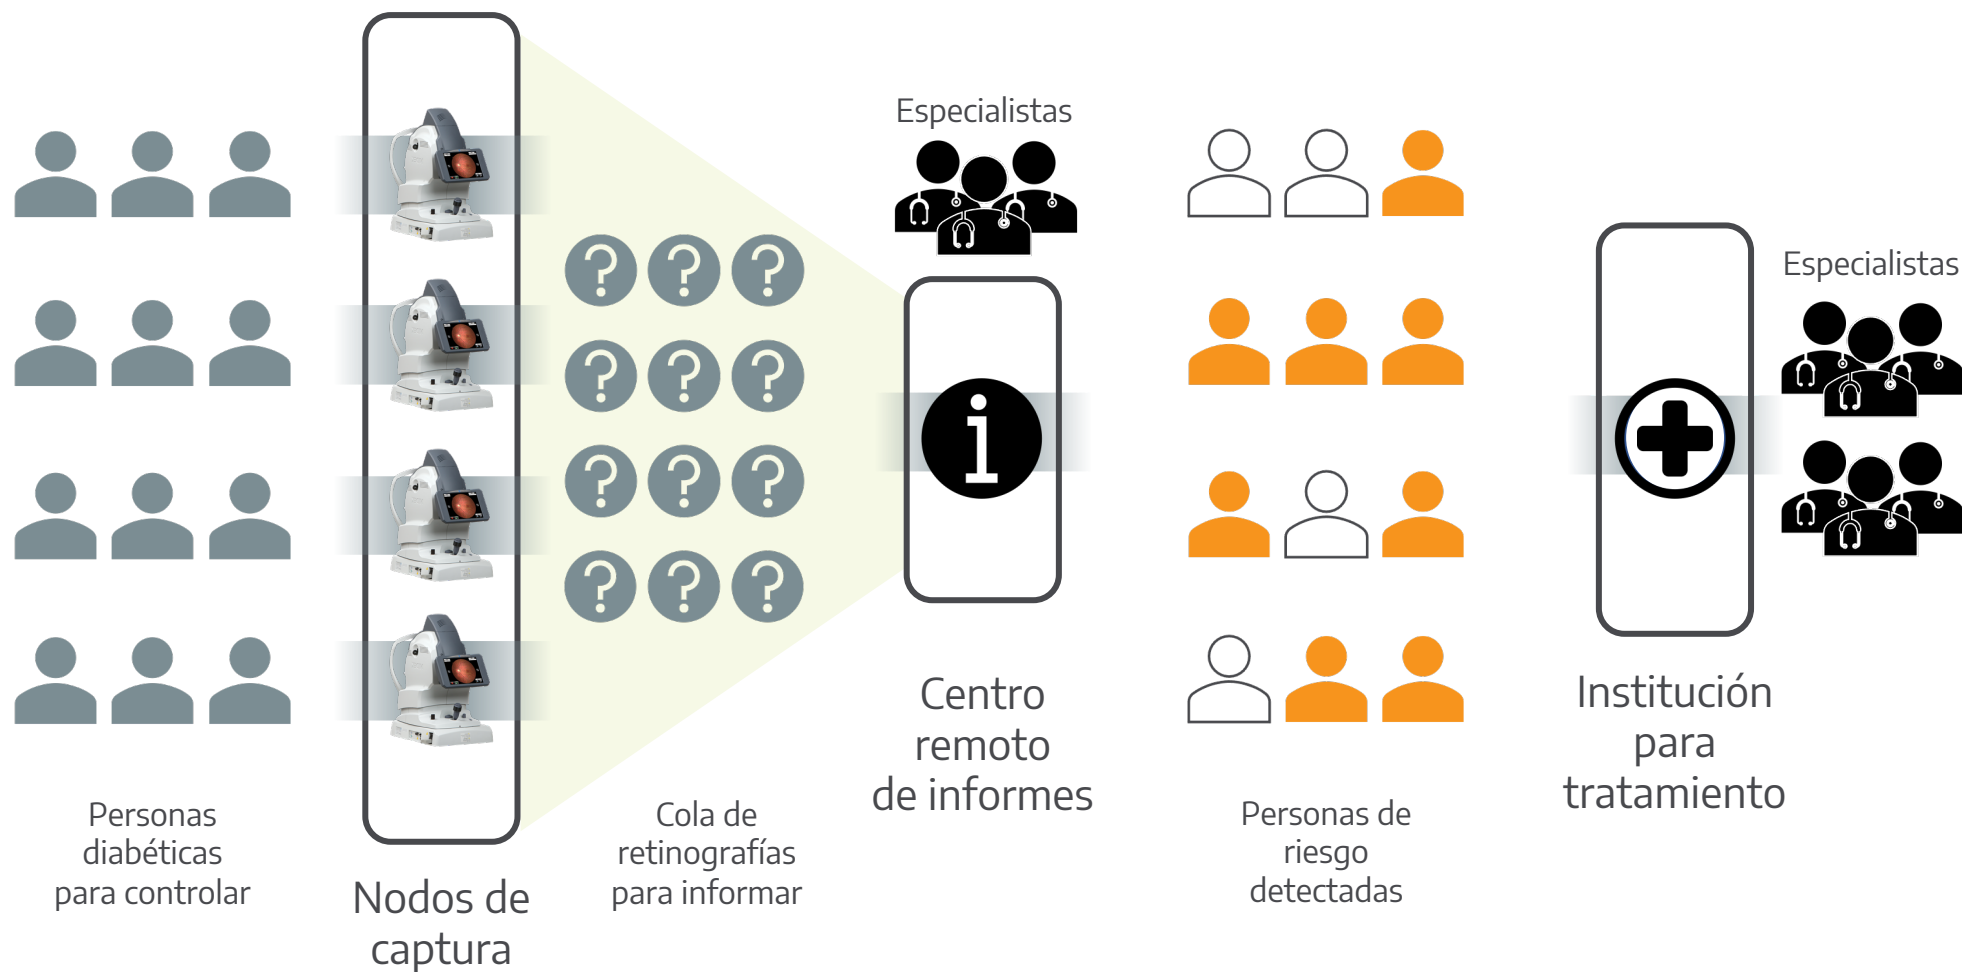 Personas
diabéticas
para controlar
Nodos de
captura
Cola de
retinografías
para informar
Especialistas
Centro
remoto
de informes
Personas de
riesgo
detectadas
Institución
para
tratamiento
Especialistas